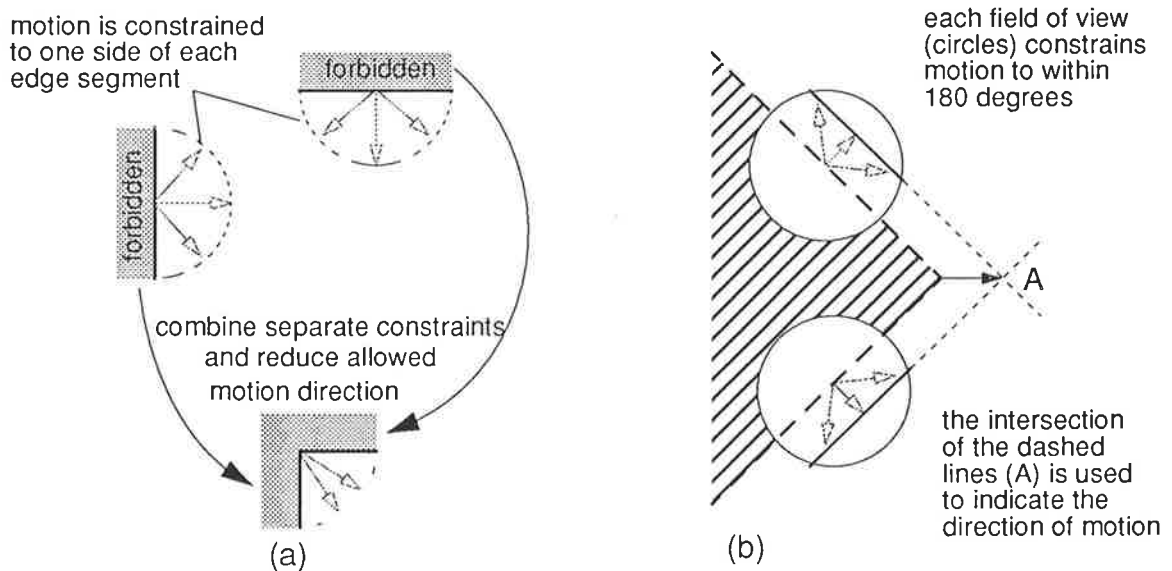 motion is constrained
to one side of each
edge segment
forbidden
forbidden
combine separate constraints
and reduce allowed
motion direction
(a)
each field of view
(circles) constrains
motion to within
180 degrees
A
the intersection
of the dashed
lines (A) is used
to indicate the
direction of motion
(b)